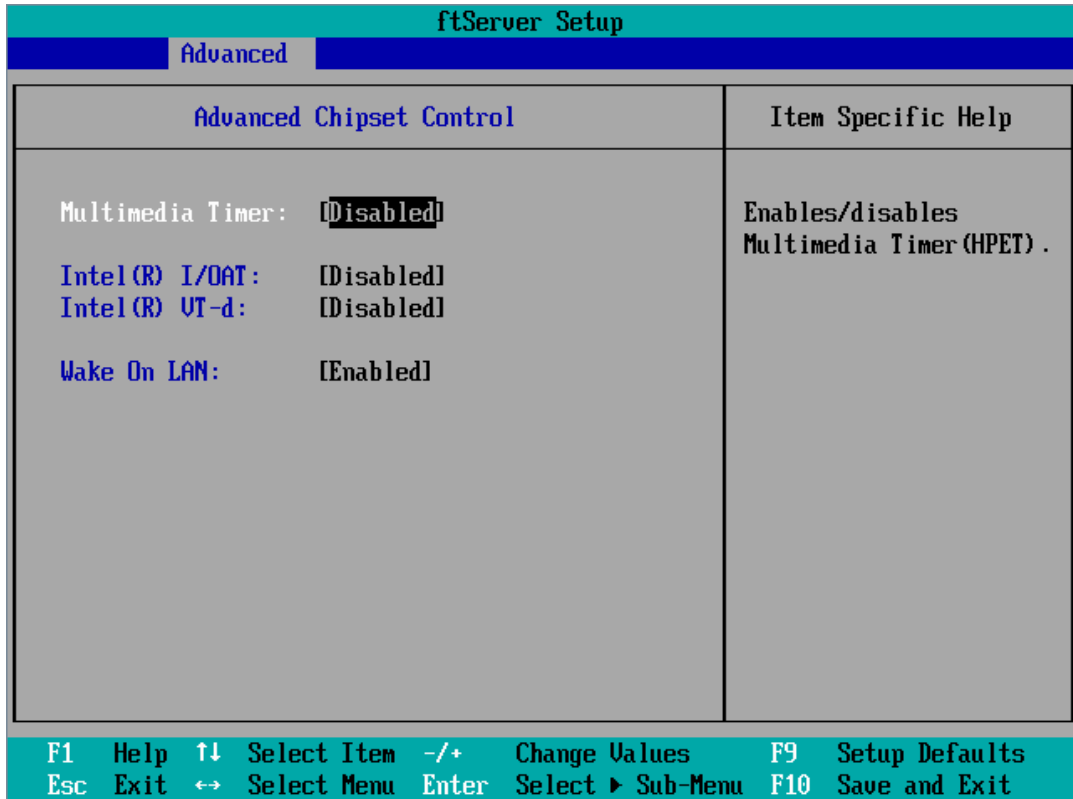 ftServer Setup
Advanced
Advanced Chipset Control
Item Specific Help
Multimedia Timer: [Disabled]
Intel(R) I/OAT: [Disabled]
Intel(R) VT-d: [Disabled]
Wake On LAN: [Enabled]
Enables/disables
Multimedia Timer(HPET).
F1 Help ↑↓ Select Item -/+ Change Values F9 Setup Defaults
Esc Exit ↔ Select Menu Enter Select ▶ Sub-Menu F10 Save and Exit